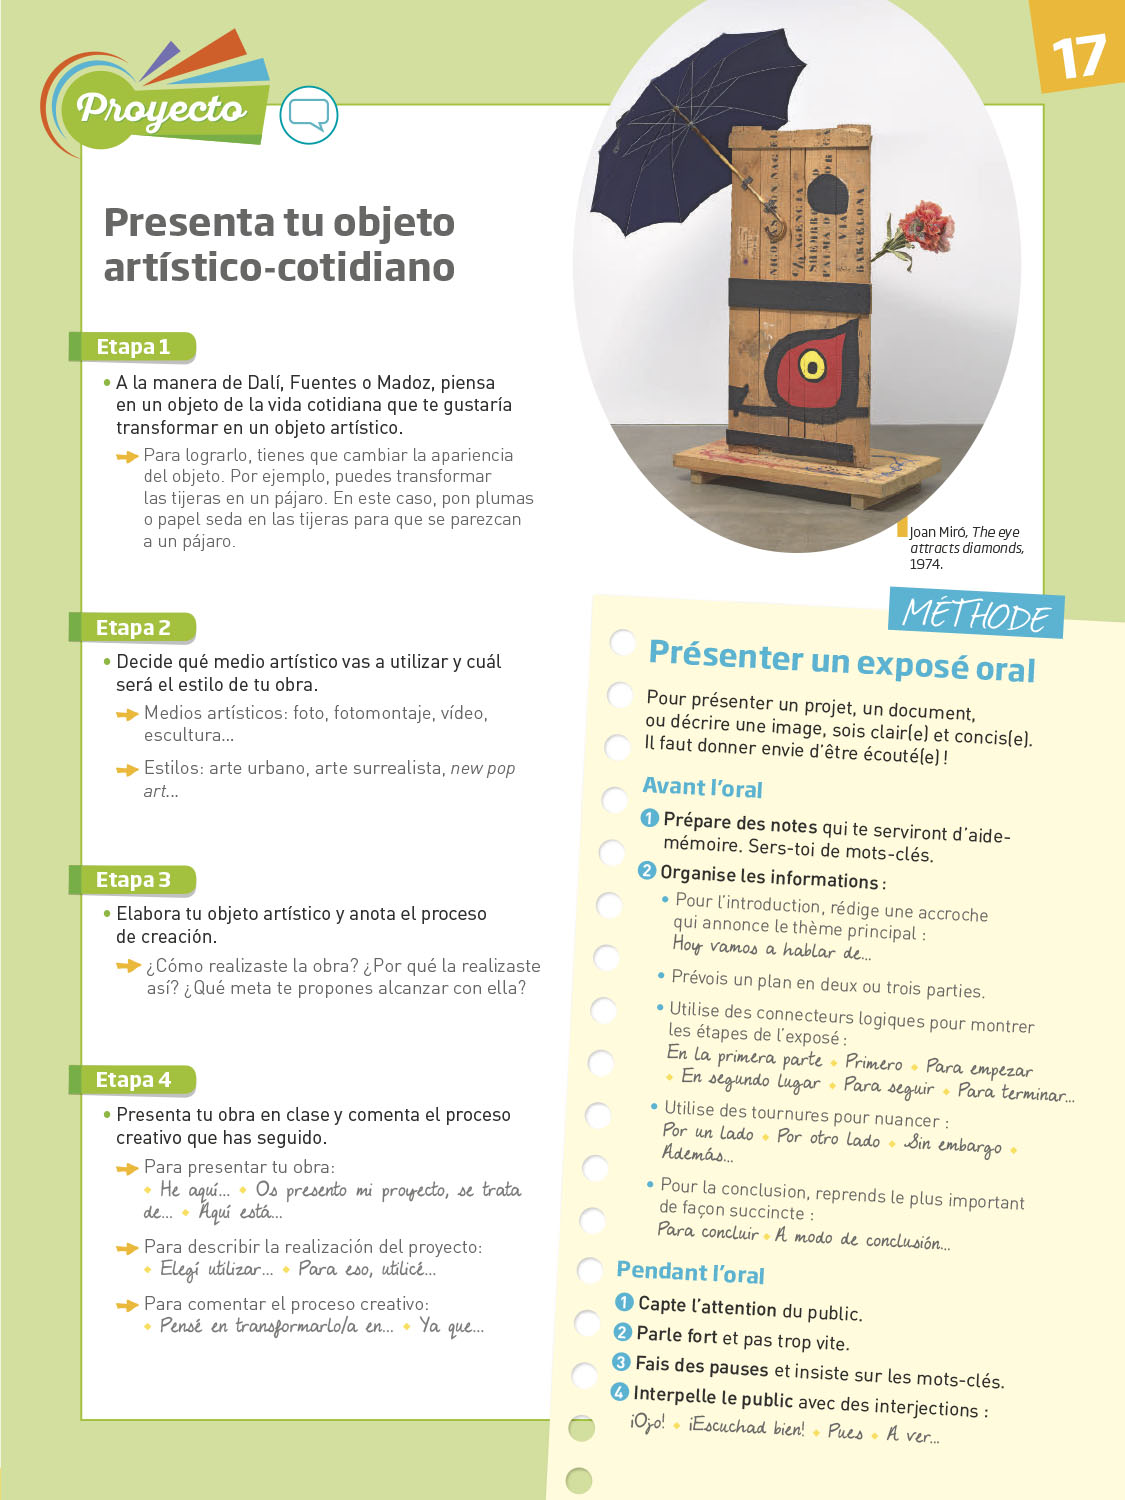 17
Proyecto
Presenta tu objeto
artístico-cotidiano
Etapa 1
• A la manera de Dalí, Fuentes o Madoz, piensa
en un objeto de la vida cotidiana que te gustaría
transformar en un objeto artístico.
Para lograrlo, tienes que cambiar la apariencia
del objeto. Por ejemplo, puedes transformar
las tijeras en un pájaro. En este caso, pon plumas
o papel seda en las tijeras para que se parezcan
a un pájaro.
Etapa 2
• Decide qué medio artístico vas a utilizar y cuál
será el estilo de tu obra.
Medios artísticos: foto, fotomontaje, vídeo,
escultura...
Estilos: arte urbano, arte surrealista, new pop
art...
Etapa 3
• Elabora tu objeto artístico y anota el proceso
de creación.
¿Cómo realizaste la obra? ¿Por qué la realizaste
así? ¿Qué meta te propones alcanzar con ella?
Etapa 4
• Presenta tu obra en clase y comenta el proceso
creativo que has seguido.
Para presentar tu obra:
◆ He aquí... ◆ Os presento mi proyecto, se trata
de... ◆ Aquí está...
Para describir la realización del proyecto:
◆ Elegí utilizar... ◆ Para eso, utilicé...
Para comentar el proceso creativo:
◆ Pensé en transformarlo/a en... ◆ Ya que...
AGENCIA
PALMA D
VIA
BARCELONA
Joan Miró, The eye
attracts diamonds,
1974.
MÉTHODE
Présenter un exposé oral
Pour présenter un projet, un document,
ou décrire une image, sois clair(e) et concis(e).
Il faut donner envie d'être écouté(e) !
Avant l'oral
1 Prépare des notes qui te serviront d'aide-
mémoire. Sers-toi de mots-clés.
2 Organise les informations :
• Pour l'introduction, rédige une accroche
qui annonce le thème principal :
Hoy vamos a hablar de...
• Prévois un plan en deux ou trois parties.
• Utilise des connecteurs logiques pour montrer
les étapes de l'exposé :
En la primera parte ◆ Primero ◆ Para empezar
◆ En segundo lugar ◆ Para seguir ◆ Para terminar...
• Utilise des tournures pour nuancer :
Por un lado ◆ Por otro lado ◆ Sin embargo ◆
Además...
• Pour la conclusion, reprends le plus important
de façon succincte :
Para concluir ◆ A modo de conclusión...
Pendant l'oral
1 Capte l'attention du public.
2 Parle fort et pas trop vite.
3 Fais des pauses et insiste sur les mots-clés.
4 Interpelle le public avec des interjections :
¡Ojo! ◆ ¡Escuchad bien! ◆ Pues ◆ A ver...